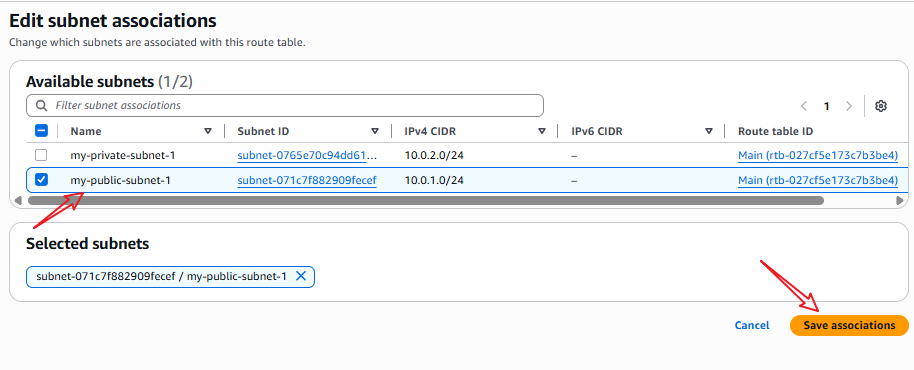 Edit subnet associations
Change which subnets are associated with this route table.
Available subnets (1/2)
Filter subnet associations
1
Name Subnet ID IPv4 CIDR IPv6 CIDR Route table ID
my-private-subnet-1 subnet-0765e70c94dd61... 10.0.2.0/24 – Main (rtb-027cf5e173c7b3be4)
my-public-subnet-1 subnet-071c7f882909fecef 10.0.1.0/24 – Main (rtb-027cf5e173c7b3be4)
Selected subnets
subnet-071c7f882909fecef / my-public-subnet-1
Cancel Save associations